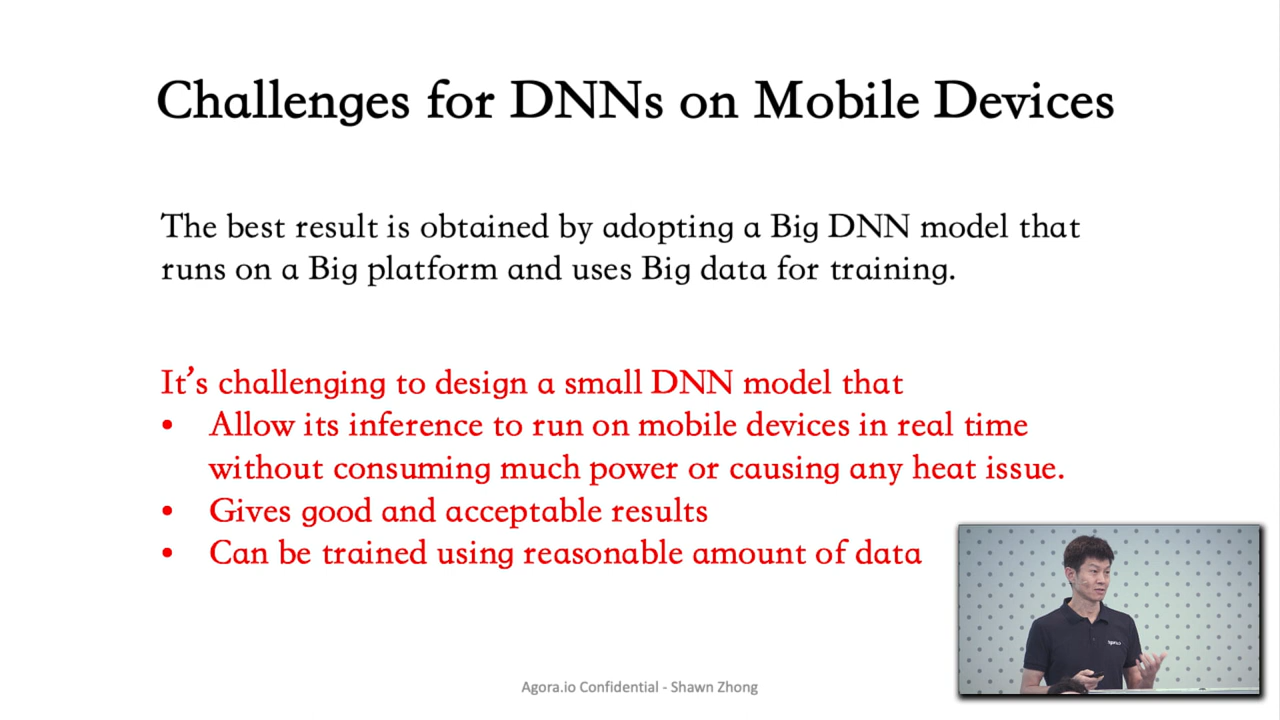 Challenges for DNNs on Mobile Devices
The best result is obtained by adopting a Big DNN model that
runs on a Big platform and uses Big data for training.
It's challenging to design a small DNN model that
• Allow its inference to run on mobile devices in real time
without consuming much power or causing any heat issue.
• Gives good and acceptable results
• Can be trained using reasonable amount of data
Agora.io Confidential - Shawn Zhong